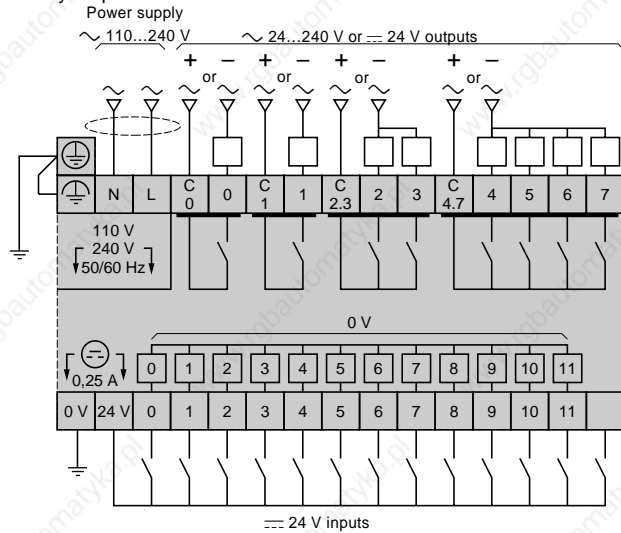 Power supply
∼ 110...240 V
∼ 24...240 V or ⎓ 24 V outputs
+ − + − + − + −
or or or or
N L C 0 0 C 1 1 C 2.3 2 3 C 4.7 4 5 6 7
110 V
240 V
50/60 Hz
0 V
0,25 A
0 1 2 3 4 5 6 7 8 9 10 11
0 V 24 V 0 1 2 3 4 5 6 7 8 9 10 11
⎓ 24 V inputs
www.rgbautomatyka.pl